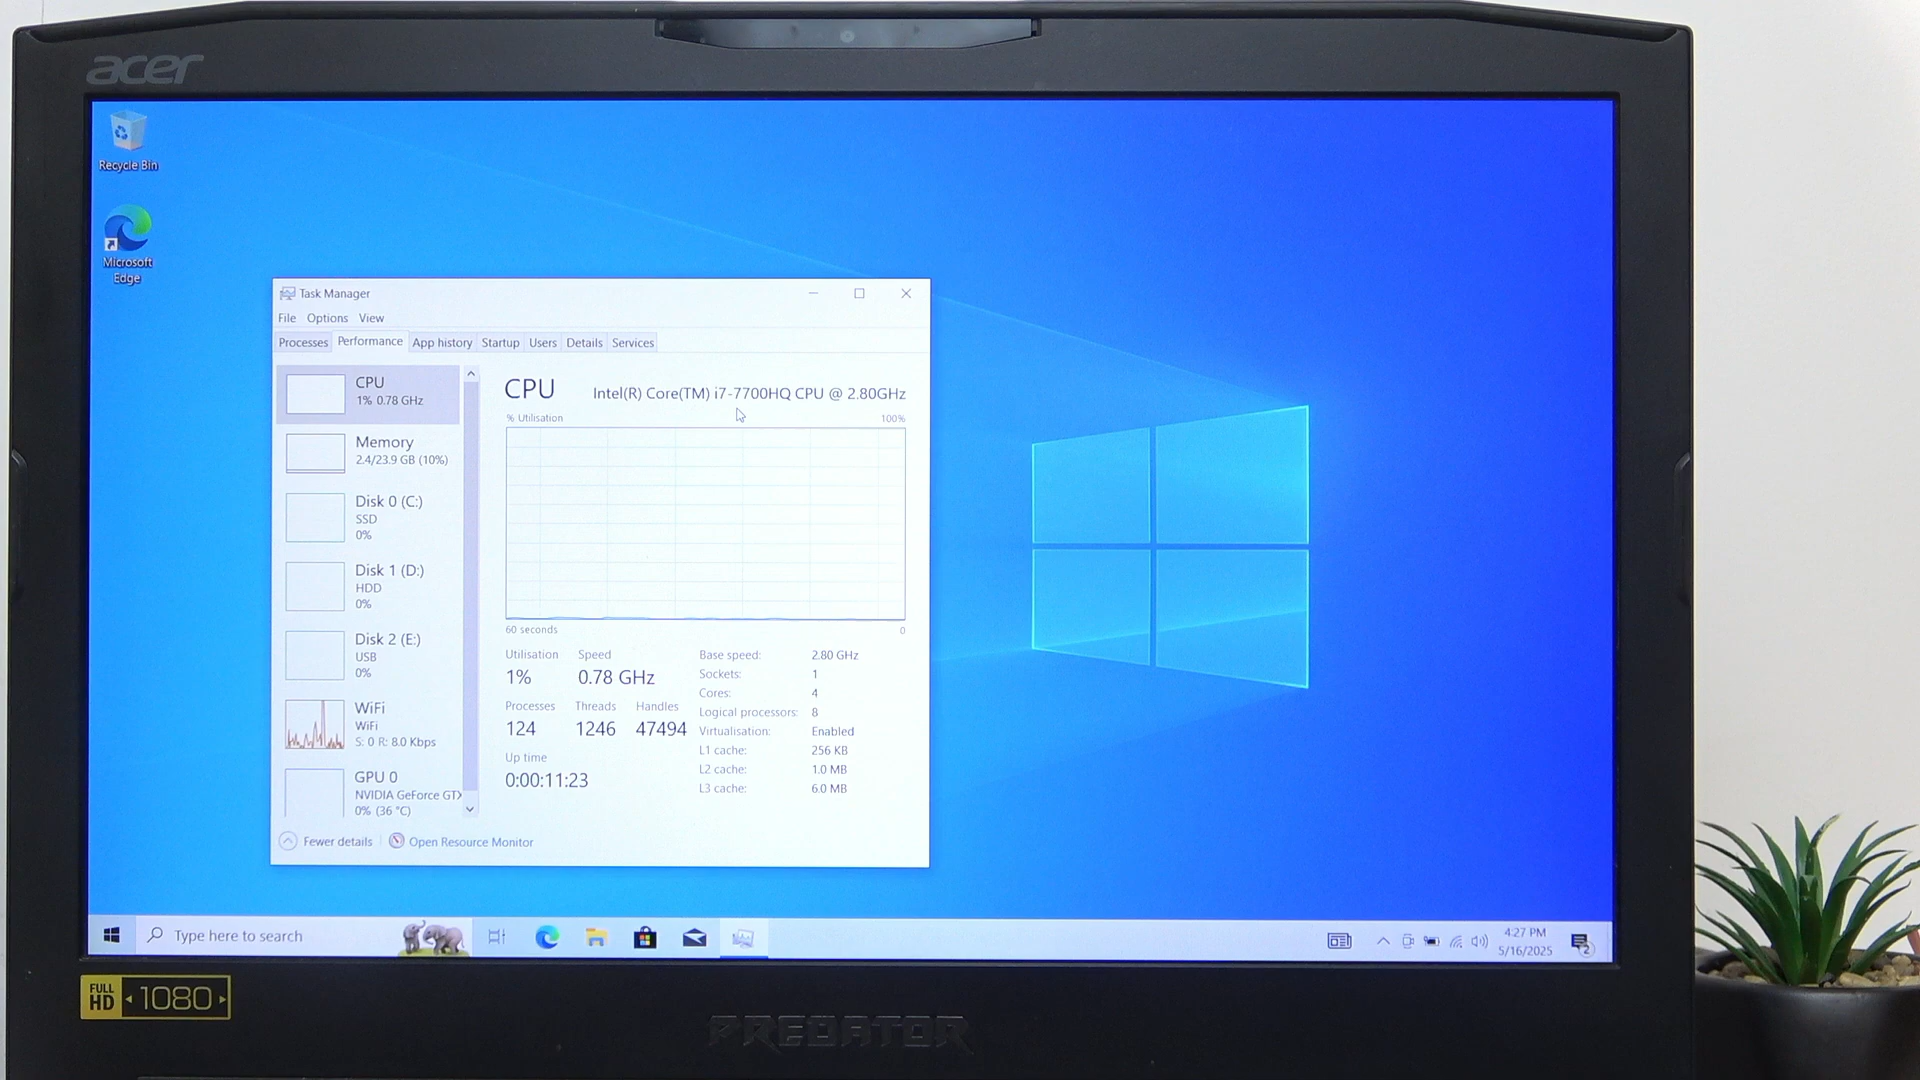 acer
Recycle Bin
Microsoft
Edge
Task Manager
File Options View
Processes Performance App history Startup Users Details Services
CPU
1% 0.78 GHz
Memory
2.4/23.9 GB (10%)
Disk 0 (C:)
SSD
0%
Disk 1 (D:)
HDD
0%
Disk 2 (E:)
USB
0%
WiFi
WiFi
S: 0 R: 8.0 Kbps
GPU 0
NVIDIA GeForce GTX
0% (36 °C)
CPU Intel(R) Core(TM) i7-7700HQ CPU @ 2.80GHz
% Utilisation 100%
60 seconds 0
Utilisation Speed
1% 0.78 GHz
Processes Threads Handles
124 1246 47494
Up time
0:00:11:23
Base speed: 2.80 GHz
Sockets: 1
Cores: 4
Logical processors: 8
Virtualisation: Enabled
L1 cache: 256 KB
L2 cache: 1.0 MB
L3 cache: 6.0 MB
Fewer details Open Resource Monitor
Type here to search
4:27 PM
5/16/2025
2
FULL HD 1080
PREDATOR